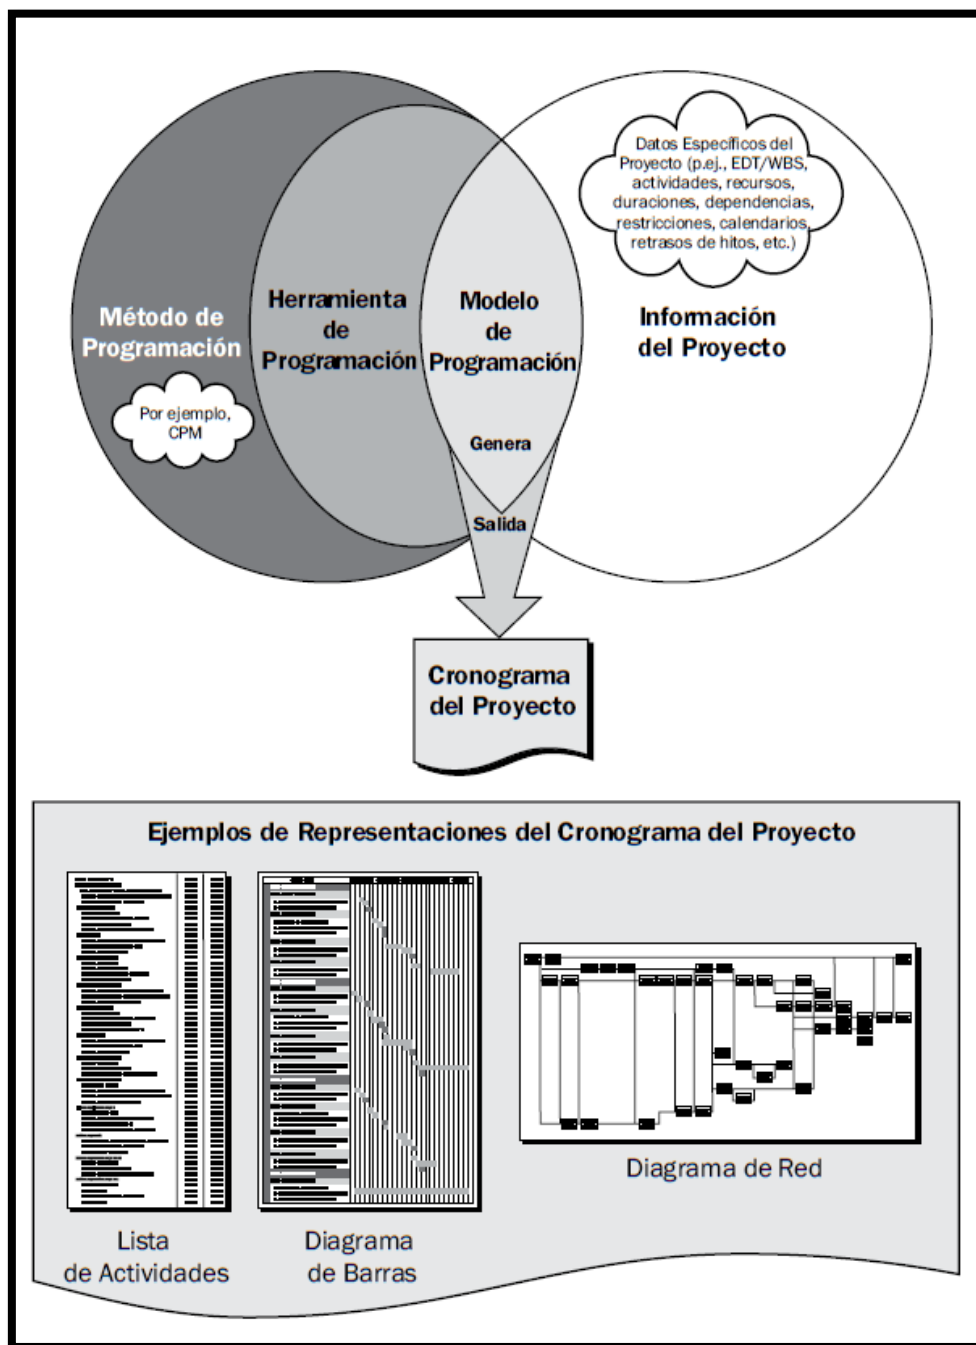 Datos Específicos del
Proyecto (p.ej., EDT/WBS,
actividades, recursos,
duraciones, dependencias,
restricciones, calendarios,
retrasos de hitos, etc.)
Método de
Programación
Por ejemplo,
CPM
Herramienta
de
Programación
Modelo
de
Programación
Genera
Salida
Información
del Proyecto
Cronograma
del Proyecto
Ejemplos de Representaciones del Cronograma del Proyecto
Lista
de Actividades
Diagrama
de Barras
Diagrama de Red